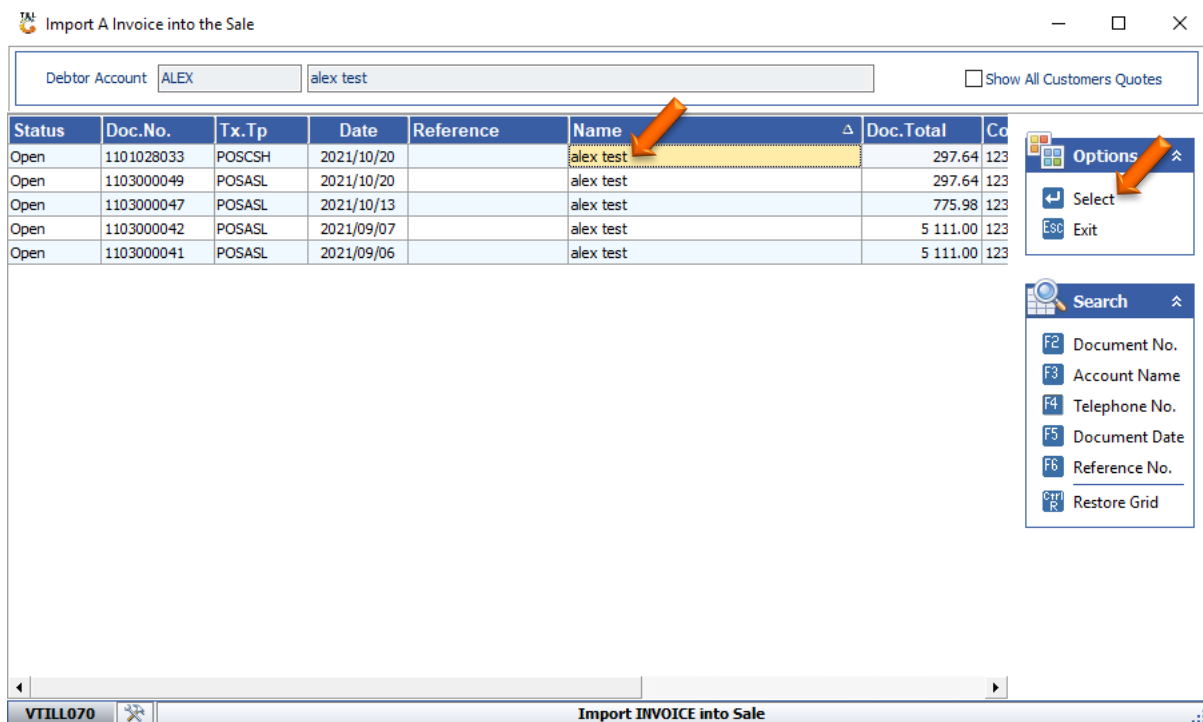 Import A Invoice into the Sale
Debtor Account ALEX alex test Show All Customers Quotes
Status Doc.No. Tx.Tp Date Reference Name Doc.Total Co
Open 1101028033 POSCSH 2021/10/20 alex test 297.64 123
Open 1103000049 POSASL 2021/10/20 alex test 297.64 123
Open 1103000047 POSASL 2021/10/13 alex test 775.98 123
Open 1103000042 POSASL 2021/09/07 alex test 5 111.00 123
Open 1103000041 POSASL 2021/09/06 alex test 5 111.00 123
Options
Select
Esc Exit
Search
F2 Document No.
F3 Account Name
F4 Telephone No.
F5 Document Date
F6 Reference No.
Ctrl R Restore Grid
VTILL070 Import INVOICE into Sale